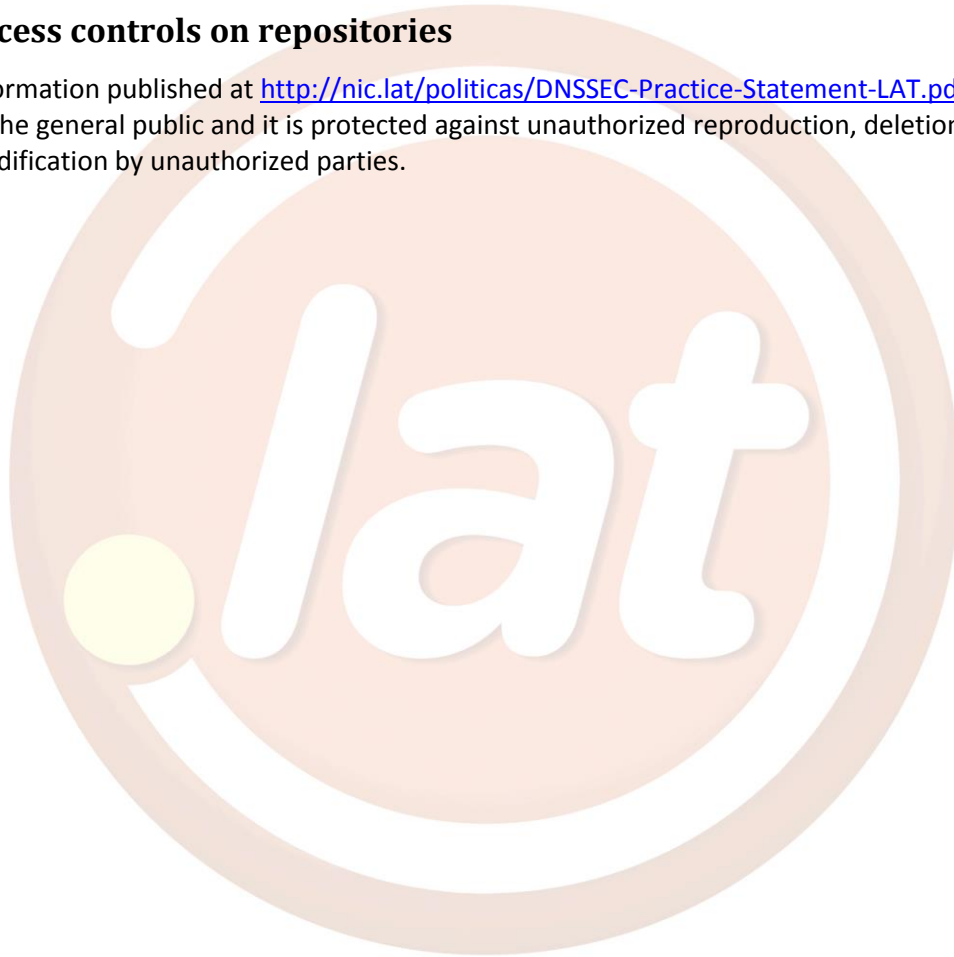 cess controls on repositories
ormation published at http://nic.lat/politicas/DNSSEC-Practice-Statement-LAT.pd
he general public and it is protected against unauthorized reproduction, deletion
dification by unauthorized parties.
.lat